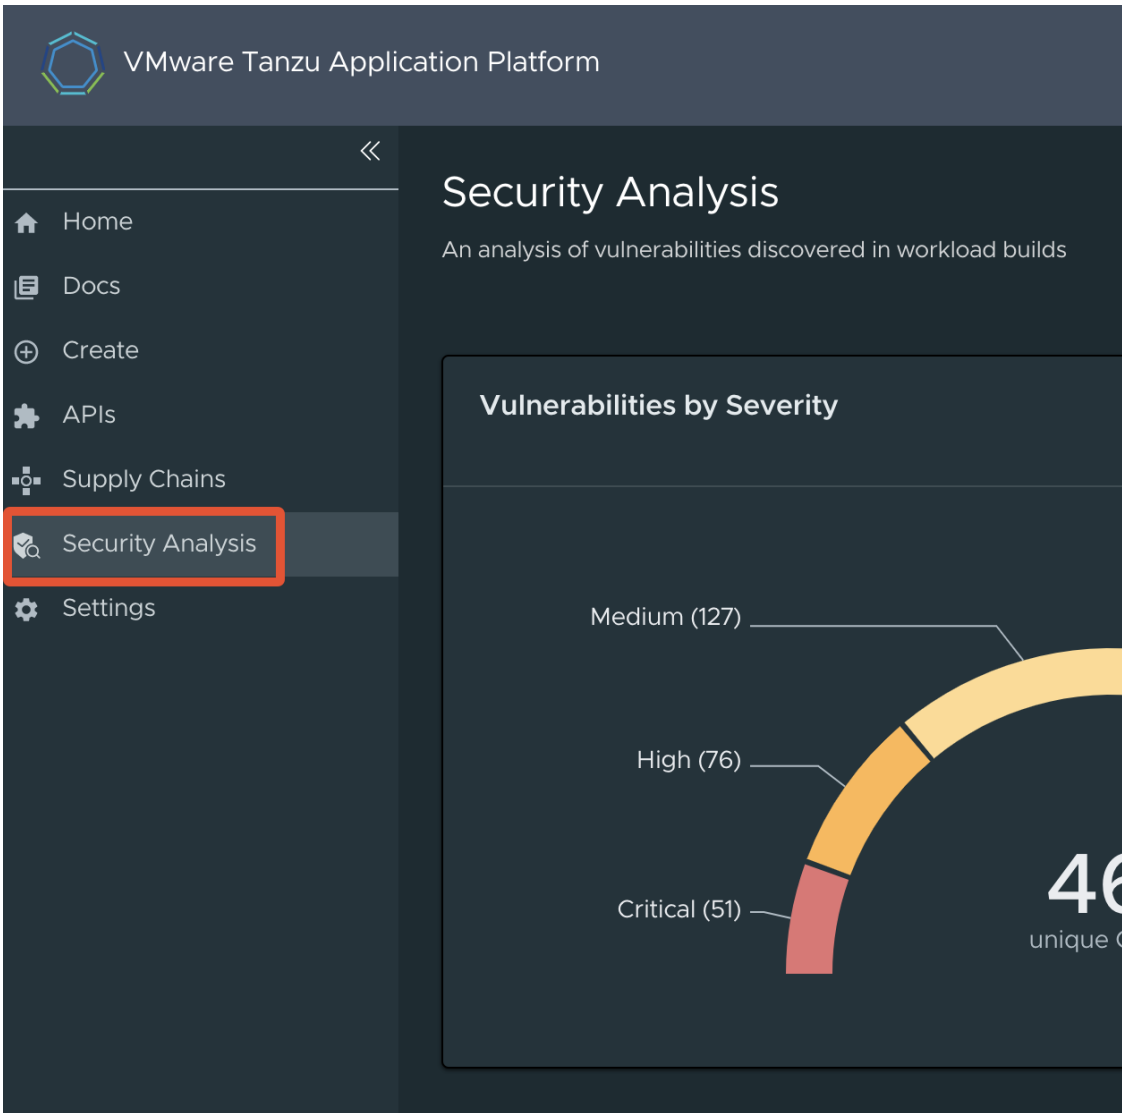 VMware Tanzu Application Platform
Home
Docs
Create
APIs
Supply Chains
Security Analysis
Settings
Security Analysis
An analysis of vulnerabilities discovered in workload builds
Vulnerabilities by Severity
Medium (127)
High (76)
Critical (51)
unique